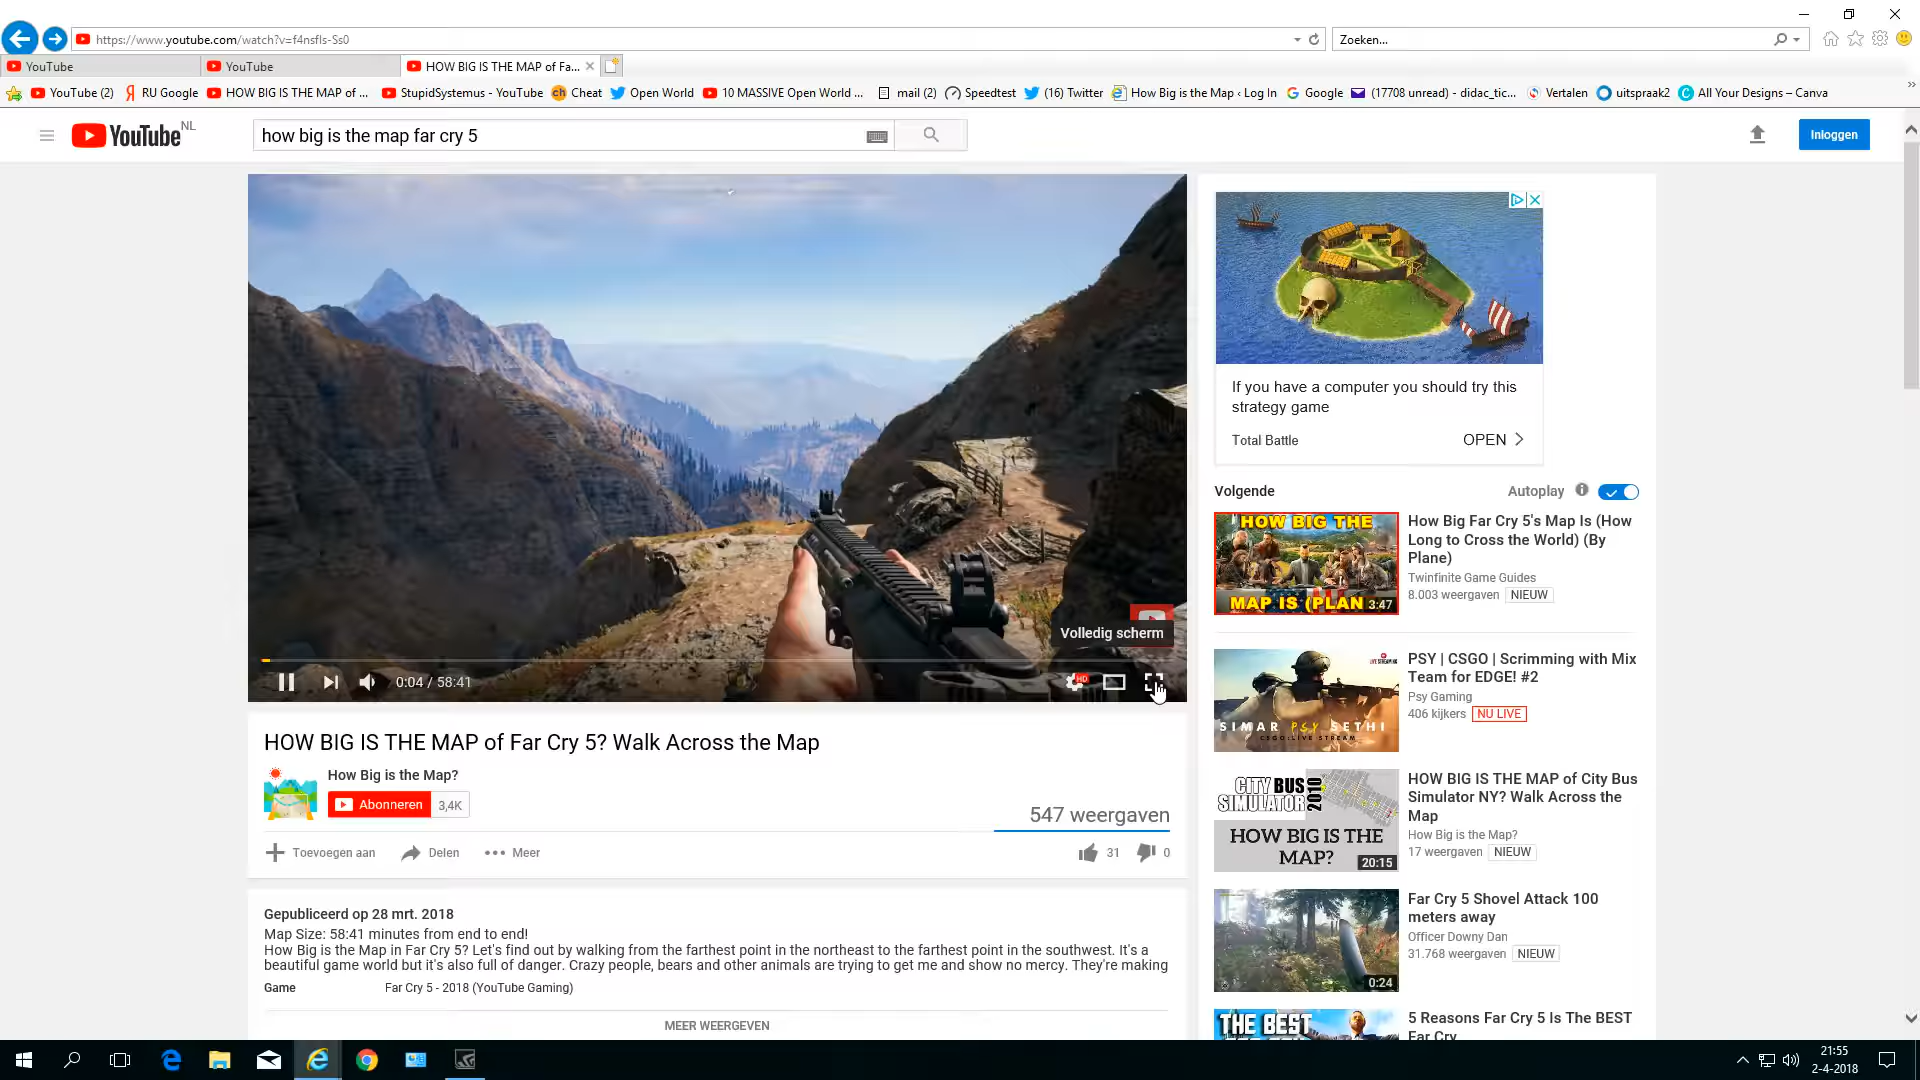 https://www.youtube.com/watch?v=f4nsfIs-Ss0
Zoeken...
YouTube
YouTube
HOW BIG IS THE MAP of Fa...
YouTube (2)
RU Google
HOW BIG IS THE MAP of ...
StupidSystemus - YouTube
Cheat
Open World
10 MASSIVE Open World ...
mail (2)
Speedtest
(16) Twitter
How Big is the Map ‹ Log In
Google
(17708 unread) - didac_tic...
Vertalen
uitspraak2
All Your Designs – Canva
YouTube NL
how big is the map far cry 5
Inloggen
If you have a computer you should try this
strategy game
Total Battle
OPEN
Volgende
Autoplay
HOW BIG THE
MAP IS (PLAN
3:47
How Big Far Cry 5's Map Is (How
Long to Cross the World) (By
Plane)
Twinfinite Game Guides
8.003 weergaven NIEUW
Volledig scherm
0:04 / 58:41
HD
SIMAR PSY SETHI
CSGO LIVE STREAM
PSY | CSGO | Scrimming with Mix
Team for EDGE! #2
Psy Gaming
406 kijkers NU LIVE
HOW BIG IS THE MAP of Far Cry 5? Walk Across the Map
How Big is the Map?
Abonneren 3,4K
547 weergaven
Toevoegen aan
Delen
Meer
31
0
CITY BUS
SIMULATOR 2010
HOW BIG IS THE
MAP?
20:15
HOW BIG IS THE MAP of City Bus
Simulator NY? Walk Across the
Map
How Big is the Map?
17 weergaven NIEUW
Gepubliceerd op 28 mrt. 2018
Map Size: 58:41 minutes from end to end!
How Big is the Map in Far Cry 5? Let's find out by walking from the farthest point in the northeast to the farthest point in the southwest. It's a
beautiful game world but it's also full of danger. Crazy people, bears and other animals are trying to get me and show no mercy. They're making
Game
Far Cry 5 - 2018 (YouTube Gaming)
MEER WEERGEVEN
0:24
Far Cry 5 Shovel Attack 100
meters away
Officer Downy Dan
31.768 weergaven NIEUW
THE BEST
5 Reasons Far Cry 5 Is The BEST
Far Cry
21:55
2-4-2018